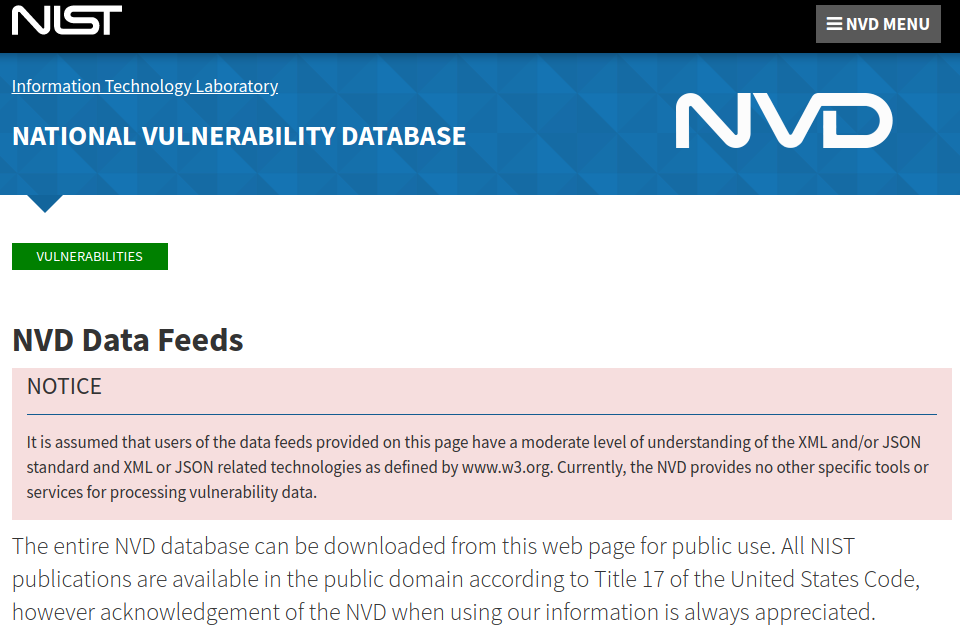 NIST
NVD MENU
Information Technology Laboratory
NATIONAL VULNERABILITY DATABASE
NVD
VULNERABILITIES
NVD Data Feeds
NOTICE
It is assumed that users of the data feeds provided on this page have a moderate level of understanding of the XML and/or JSON
standard and XML or JSON related technologies as defined by www.w3.org. Currently, the NVD provides no other specific tools or
services for processing vulnerability data.
The entire NVD database can be downloaded from this web page for public use. All NIST
publications are available in the public domain according to Title 17 of the United States Code,
however acknowledgement of the NVD when using our information is always appreciated.